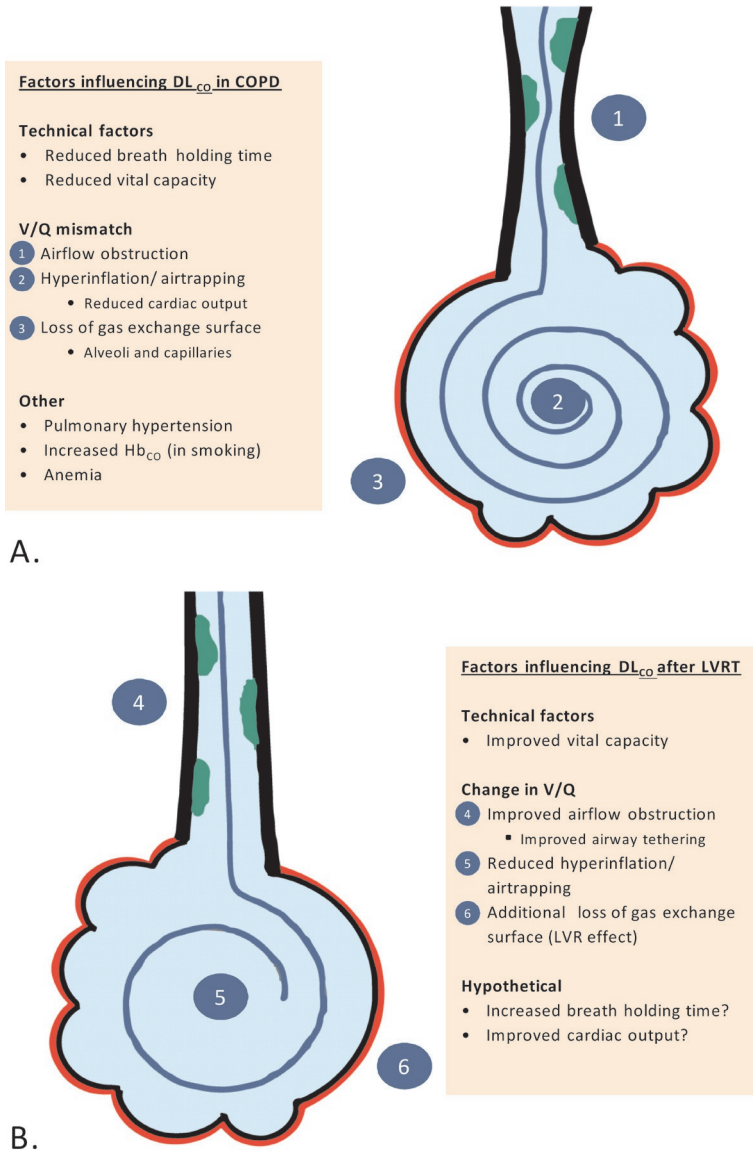 Factors influencing DLCO in COPD
Technical factors
• Reduced breath holding time
• Reduced vital capacity
V/Q mismatch
1 Airflow obstruction
2 Hyperinflation/ airtrapping
• Reduced cardiac output
3 Loss of gas exchange surface
• Alveoli and capillaries
Other
• Pulmonary hypertension
• Increased HbCO (in smoking)
• Anemia
1
2
3
A.
4
5
6
Factors influencing DLCO after LVRT
Technical factors
• Improved vital capacity
Change in V/Q
4 Improved airflow obstruction
▪ Improved airway tethering
5 Reduced hyperinflation/
airtrapping
6 Additional loss of gas exchange
surface (LVR effect)
Hypothetical
• Increased breath holding time?
• Improved cardiac output?
B.